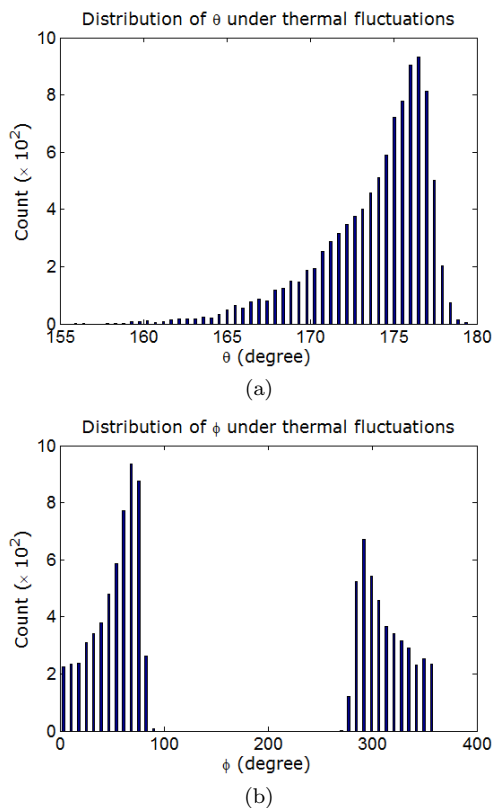 Distribution of θ under thermal fluctuations
10
8
6
4
2
0
Count (× 10²)
155 160 165 170 175 180
θ (degree)
(a)
Distribution of ϕ under thermal fluctuations
10
8
6
4
2
0
Count (× 10²)
0 100 200 300 400
ϕ (degree)
(b)